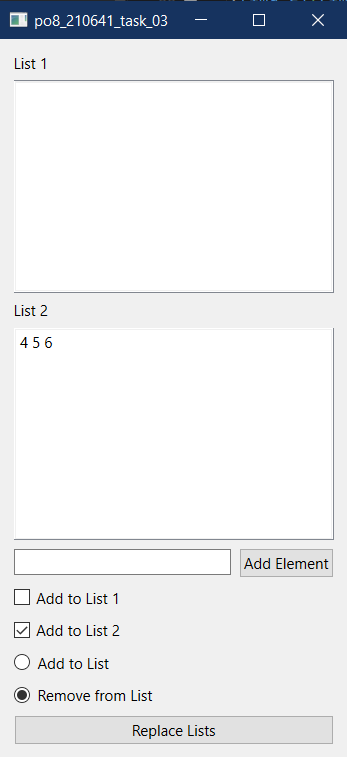 po8_210641_task_03
List 1
List 2
4 5 6
Add Element
Add to List 1
Add to List 2
Add to List
Remove from List
Replace Lists